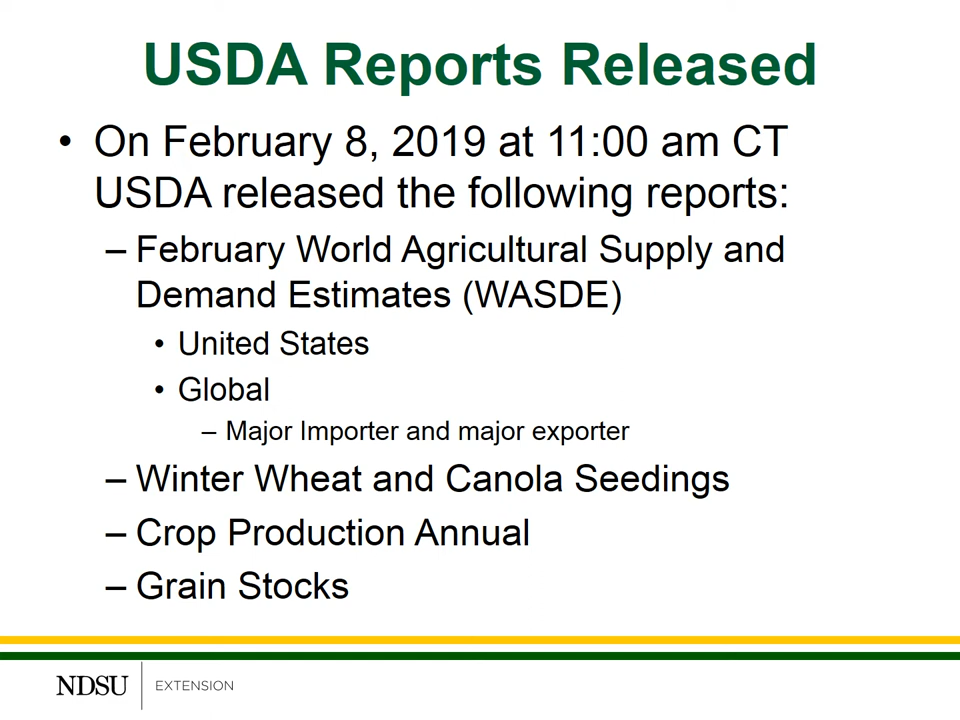 USDA Reports Released
• On February 8, 2019 at 11:00 am CT
USDA released the following reports:
– February World Agricultural Supply and
Demand Estimates (WASDE)
• United States
• Global
– Major Importer and major exporter
– Winter Wheat and Canola Seedings
– Crop Production Annual
– Grain Stocks
NDSU EXTENSION